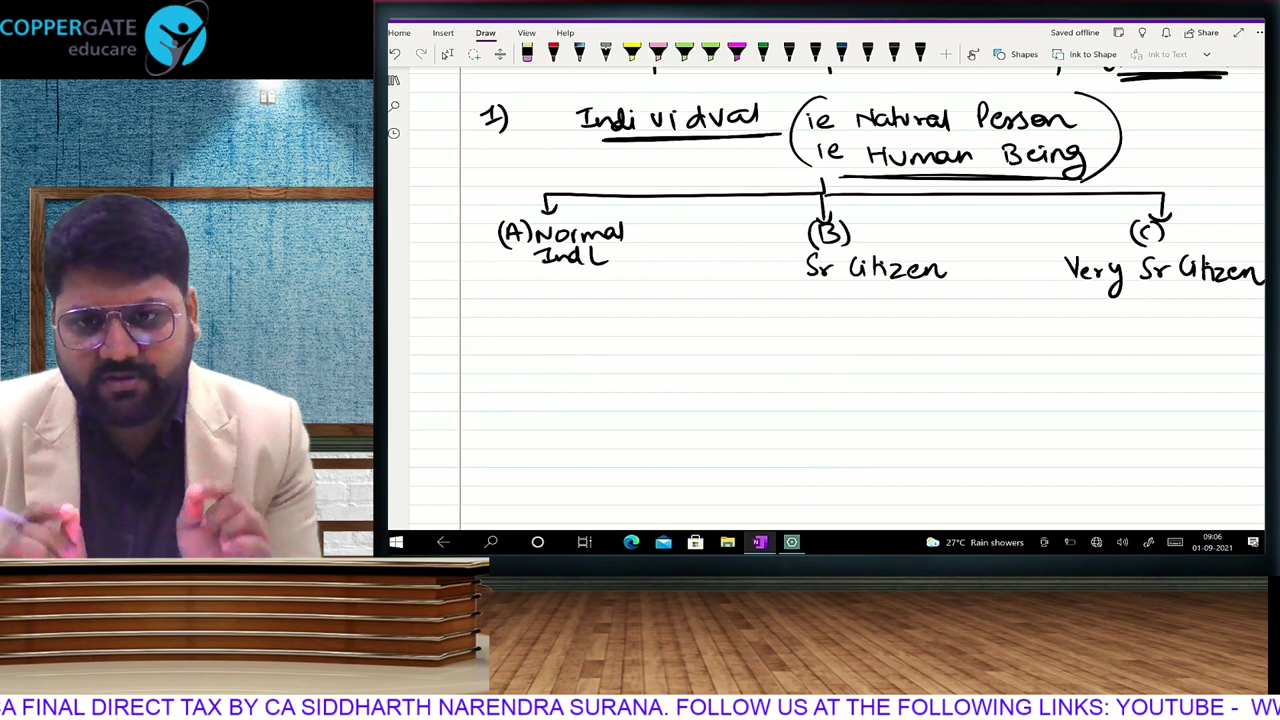 COPPERGATE
educare
Home Insert Draw View Help
Saved offline
Share
Shapes
Ink to Shape
Ink to Text
1) Individual (ie Natural Person
ie Human Being)
(A) Normal
Indl
(B)
Sr Citizen
(C)
Very Sr Citizen
27°C Rain showers
09:06
01-09-2021
A FINAL DIRECT TAX BY CA SIDDHARTH NARENDRA SURANA. FOLLOW US AT THE FOLLOWING LINKS: YOUTUBE - WW